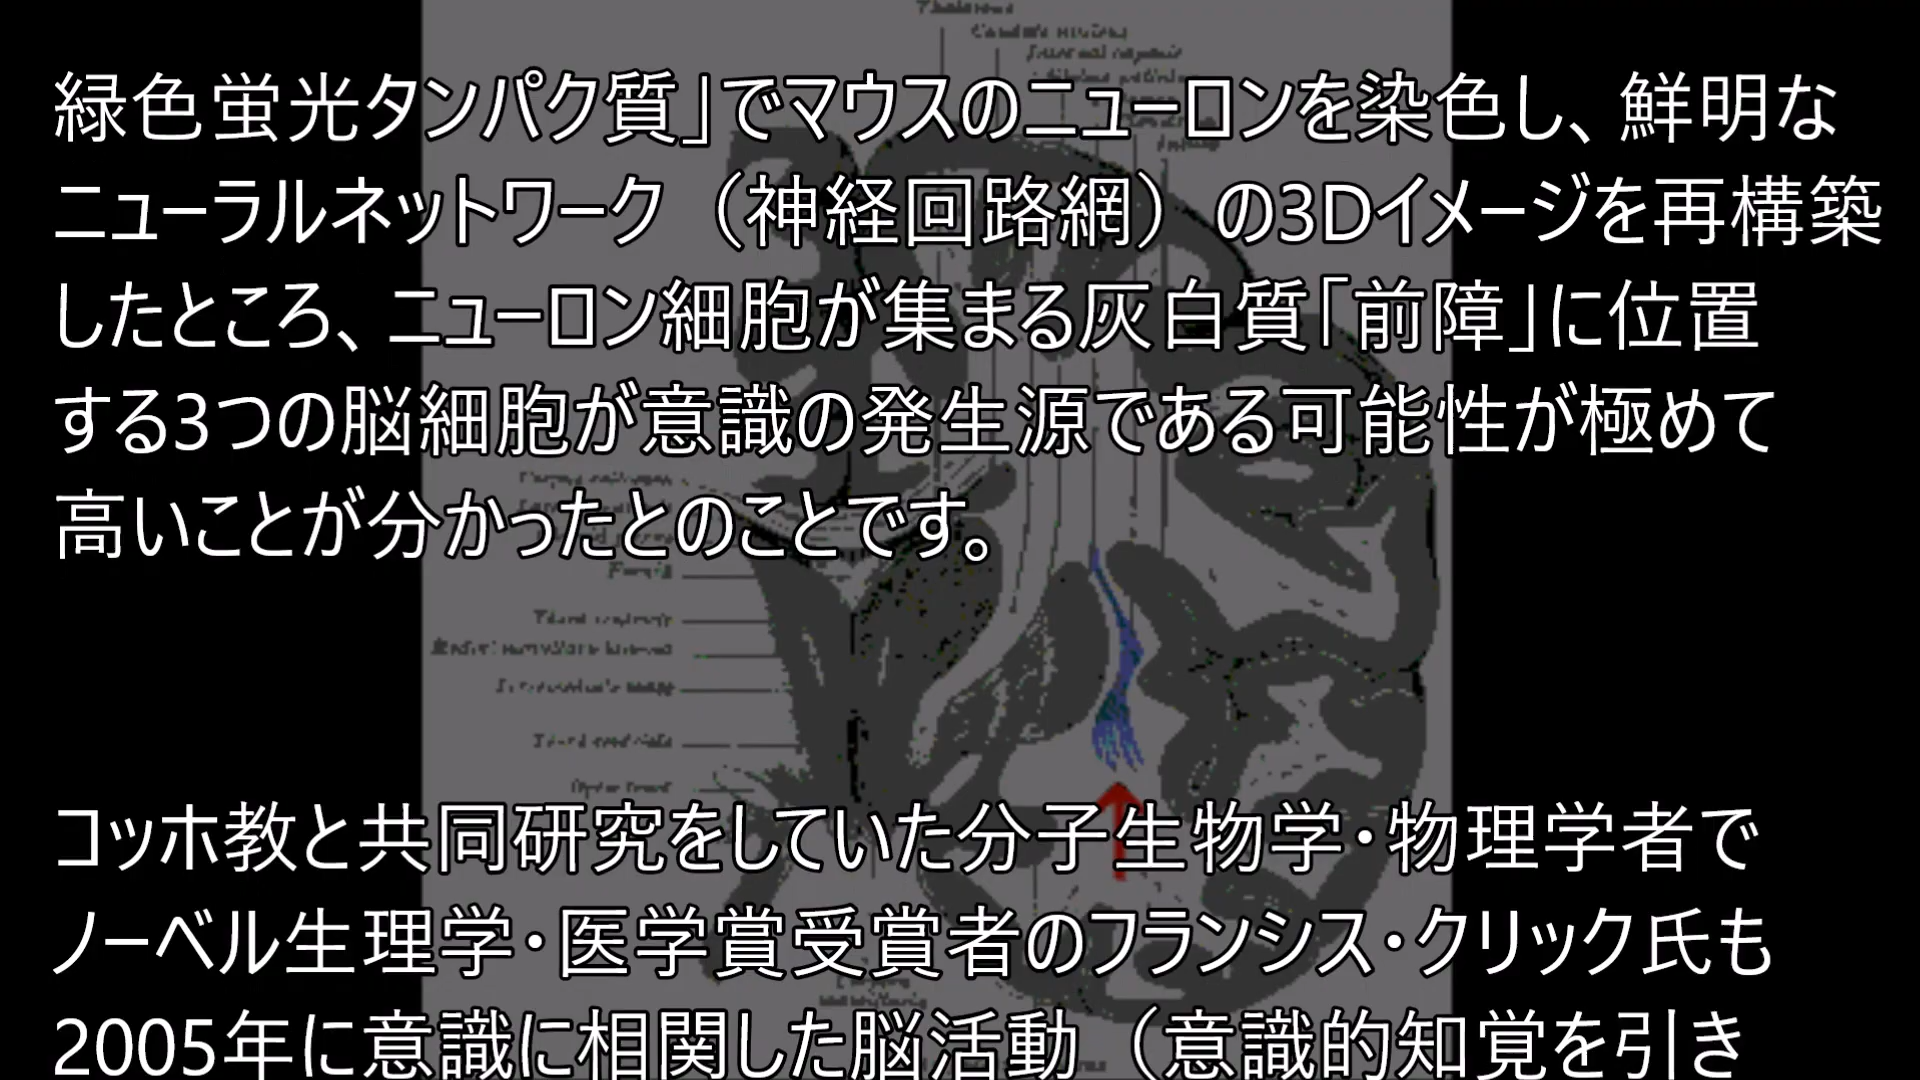 緑色蛍光タンパク質」でマウスのニューロンを染色し、鮮明な
ニューラルネットワーク（神経回路網）の3Dイメージを再構築
したところ、ニューロン細胞が集まる灰白質「前障」に位置
する3つの脳細胞が意識の発生源である可能性が極めて
高いことが分かったとのことです。
コッホ教と共同研究をしていた分子生物学・物理学者で
ノーベル生理学・医学賞受賞者のフランシス・クリック氏も
2005年に意識に相関した脳活動（意識的知覚を引き